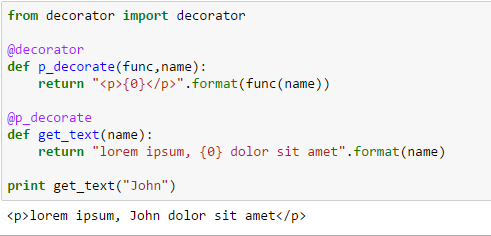 from decorator import decorator
@decorator
def p_decorate(func,name):
    return "<p>{0}</p>".format(func(name))
@p_decorate
def get_text(name):
    return "lorem ipsum, {0} dolor sit amet".format(name)
print get_text("John")
<p>lorem ipsum, John dolor sit amet</p>